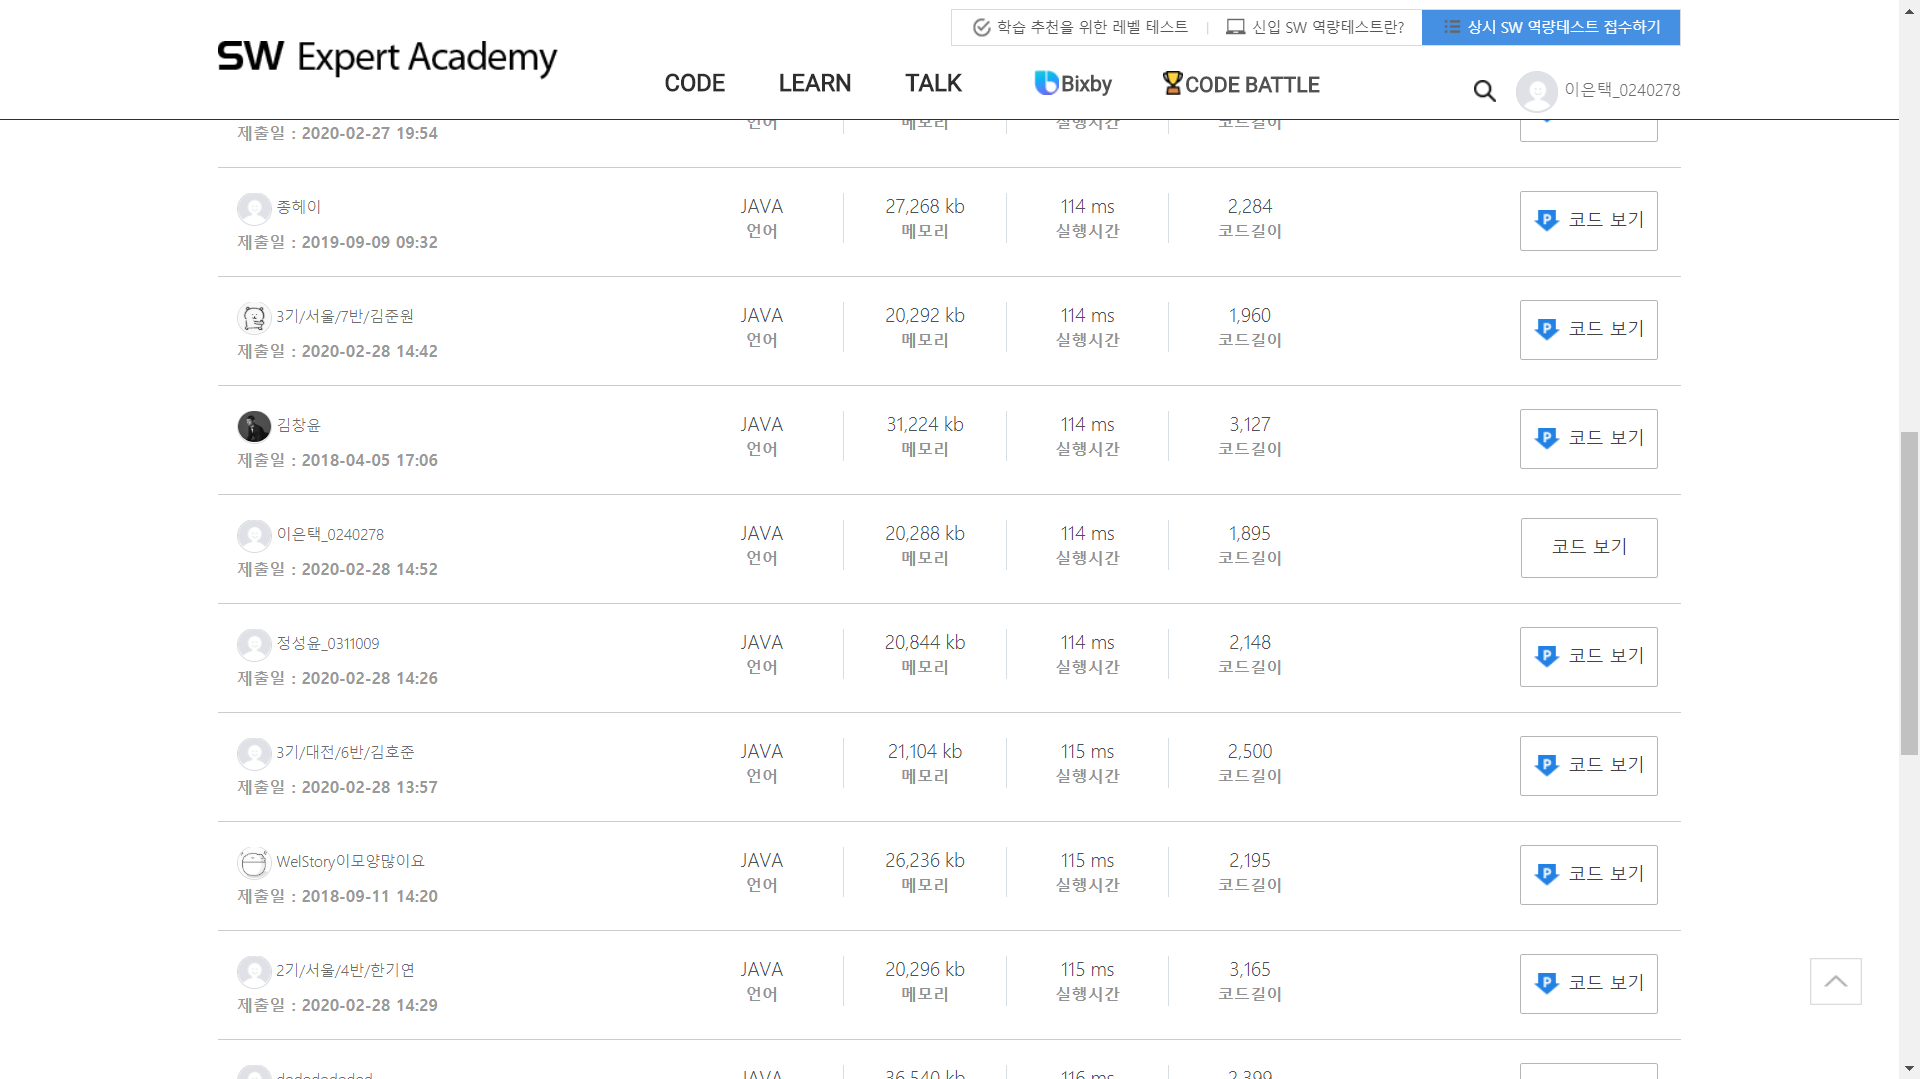 학습 추천을 위한 레벨 테스트
신입 SW 역량테스트란?
상시 SW 역량테스트 접수하기
SW Expert Academy
CODE
LEARN
TALK
Bixby
CODE BATTLE
이은택_0240278
제출일 : 2020-02-27 19:54
언어
메모리
실행시간
코드길이
종헤이
제출일 : 2019-09-09 09:32
JAVA
언어
27,268 kb
메모리
114 ms
실행시간
2,284
코드길이
P 코드 보기
3기/서울/7반/김준원
제출일 : 2020-02-28 14:42
JAVA
언어
20,292 kb
메모리
114 ms
실행시간
1,960
코드길이
P 코드 보기
김창윤
제출일 : 2018-04-05 17:06
JAVA
언어
31,224 kb
메모리
114 ms
실행시간
3,127
코드길이
P 코드 보기
이은택_0240278
제출일 : 2020-02-28 14:52
JAVA
언어
20,288 kb
메모리
114 ms
실행시간
1,895
코드길이
코드 보기
정성윤_0311009
제출일 : 2020-02-28 14:26
JAVA
언어
20,844 kb
메모리
114 ms
실행시간
2,148
코드길이
P 코드 보기
3기/대전/6반/김호준
제출일 : 2020-02-28 13:57
JAVA
언어
21,104 kb
메모리
115 ms
실행시간
2,500
코드길이
P 코드 보기
WelStory이모양많이요
제출일 : 2018-09-11 14:20
JAVA
언어
26,236 kb
메모리
115 ms
실행시간
2,195
코드길이
P 코드 보기
2기/서울/4반/한기연
제출일 : 2020-02-28 14:29
JAVA
언어
20,296 kb
메모리
115 ms
실행시간
3,165
코드길이
P 코드 보기
JAVA
36,540 kb
116 ms
2,399